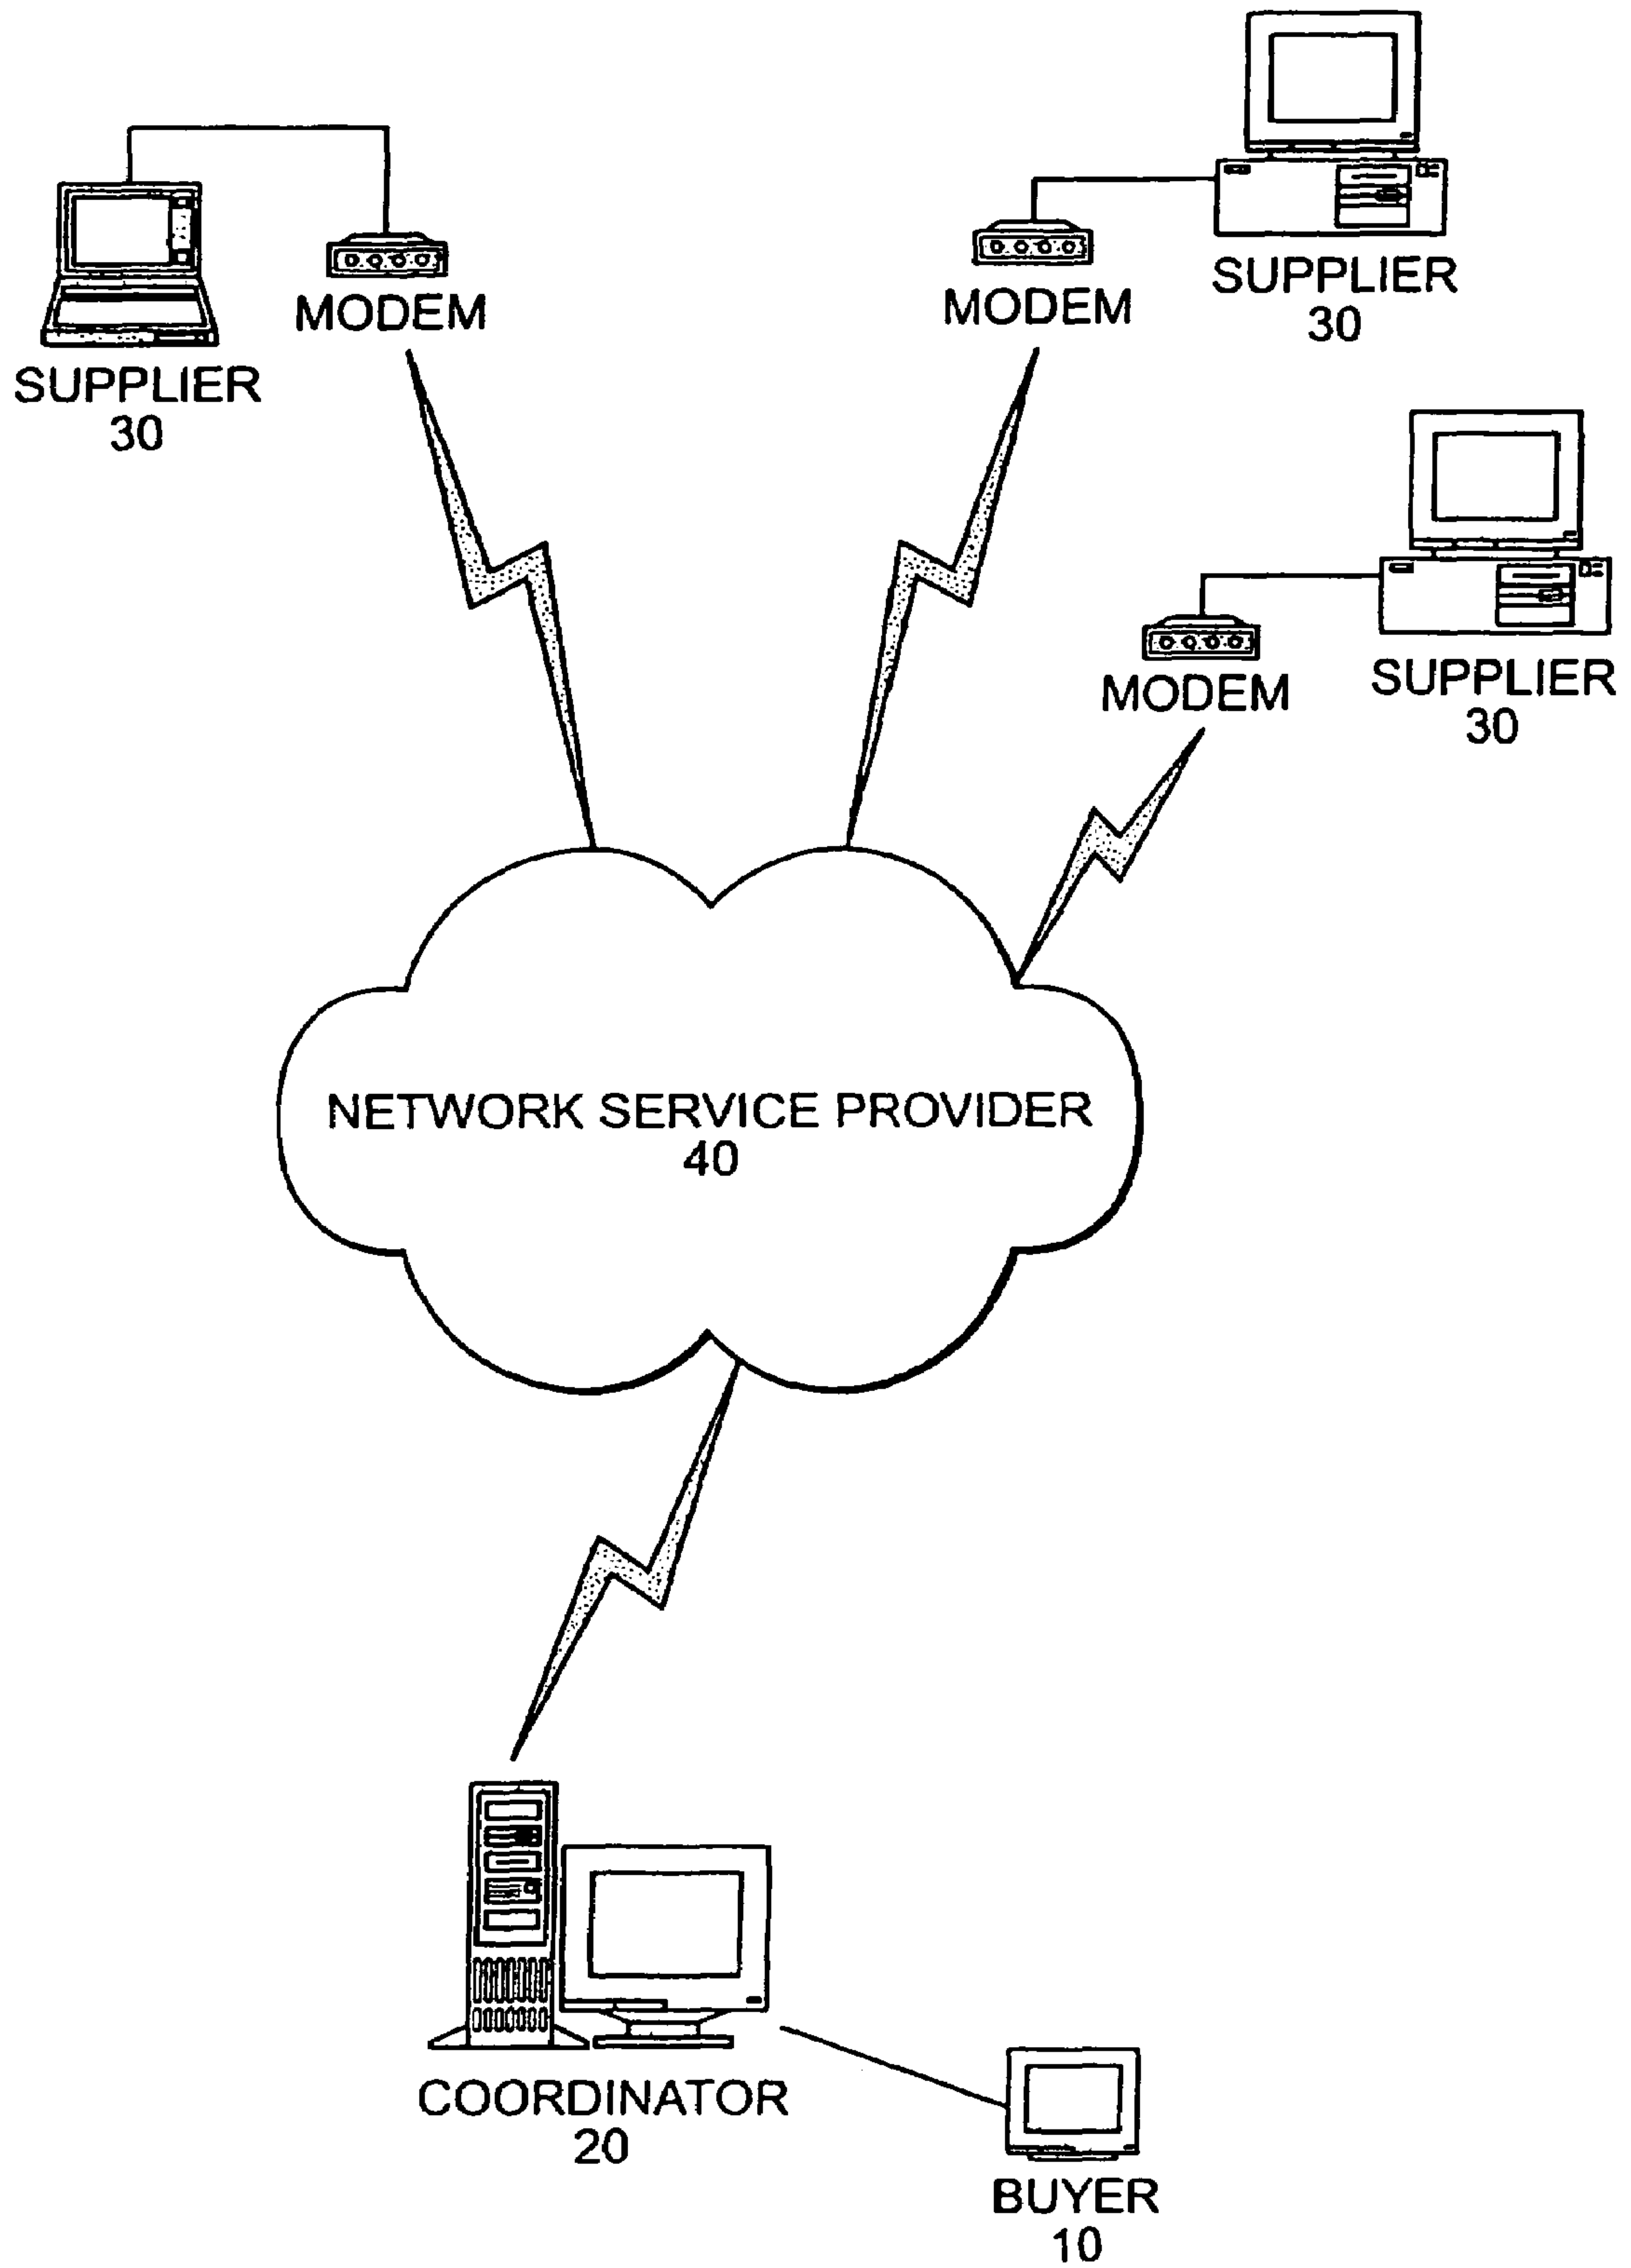 MODEM
SUPPLIER
30
MODEM
SUPPLIER
30
MODEM
SUPPLIER
30
NETWORK SERVICE PROVIDER
40
COORDINATOR
20
BUYER
10